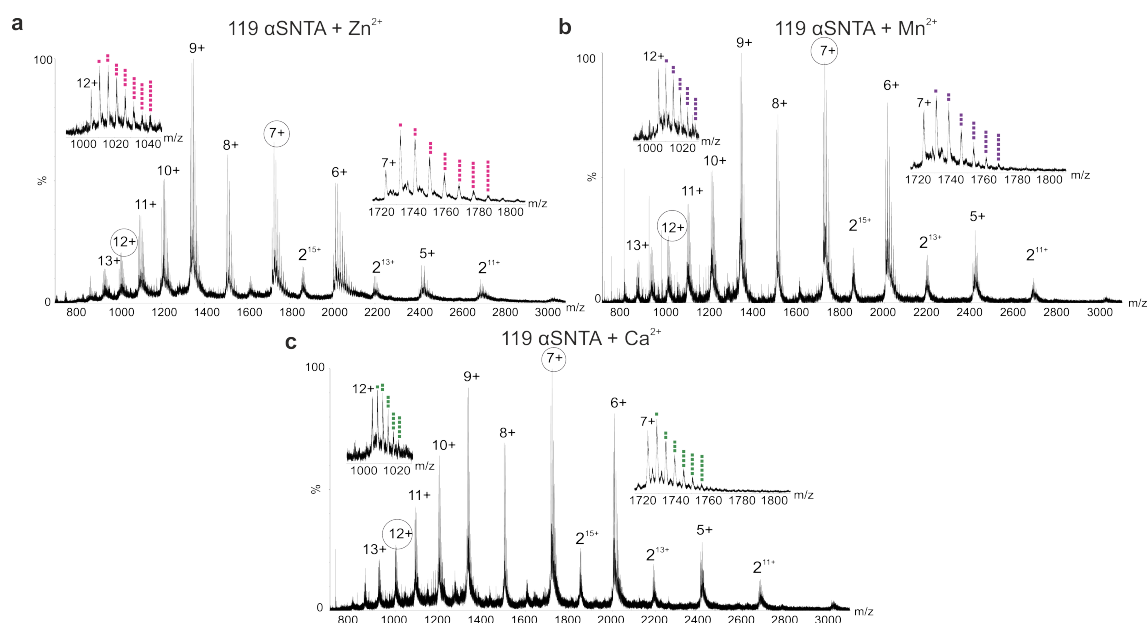 a
119 αSNTA + Zn²⁺
100
%
0
9+
8+
7+
6+
5+
10+
11+
12+
13+
2¹⁵⁺
2¹³⁺
2¹¹⁺
800 1000 1200 1400 1600 1800 2000 2200 2400 2600 2800 3000
m/z
12+
1000 1020 1040
m/z
7+
1720 1740 1760 1780 1800
m/z
b
119 αSNTA + Mn²⁺
100
%
0
9+
7+
8+
6+
10+
11+
12+
13+
2¹⁵⁺
2¹³⁺
5+
2¹¹⁺
800 1000 1200 1400 1600 1800 2000 2200 2400 2600 2800 3000
m/z
12+
1000 1020
m/z
7+
1720 1740 1760 1780 1800
m/z
c
119 αSNTA + Ca²⁺
100
%
0
7+
9+
6+
8+
10+
11+
12+
13+
2¹⁵⁺
2¹³⁺
5+
2¹¹⁺
800 1000 1200 1400 1600 1800 2000 2200 2400 2600 2800 3000
m/z
12+
1000 1020
m/z
7+
1720 1740 1760 1780 1800
m/z